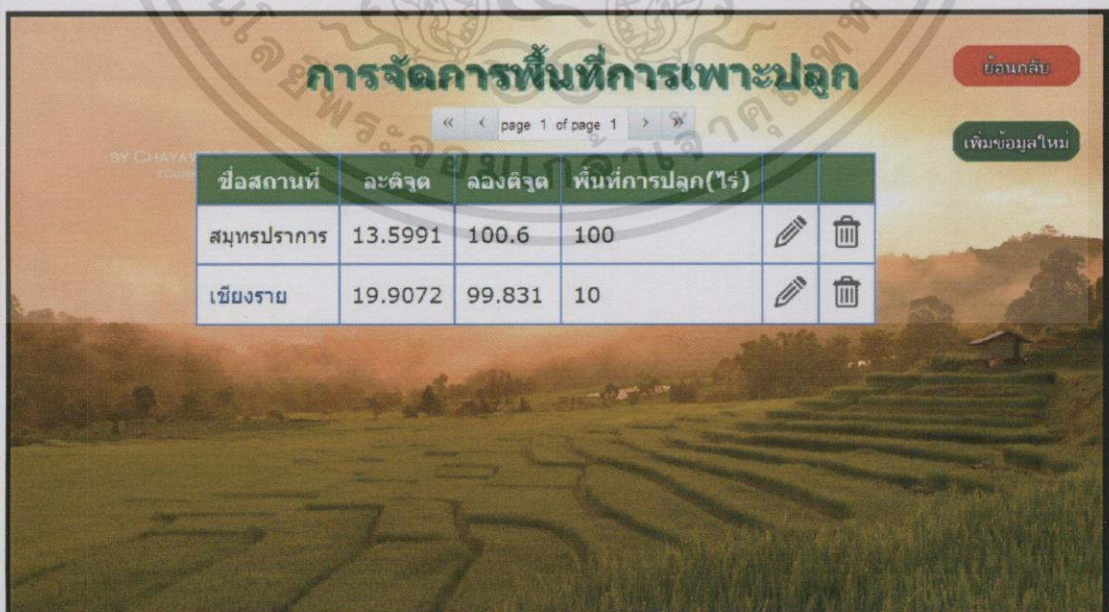 การจัดการพื้นที่การเพาะปลูก
ย้อนกลับ
« ‹ page 1 of page 1 › »
เพิ่มข้อมูลใหม่
BY CHAYAW
ชื่อสถานที่ ละติจูด ลองติจูด พื้นที่การปลูก(ไร่)
สมุทรปราการ 13.5991 100.6 100
เชียงราย 19.9072 99.831 10